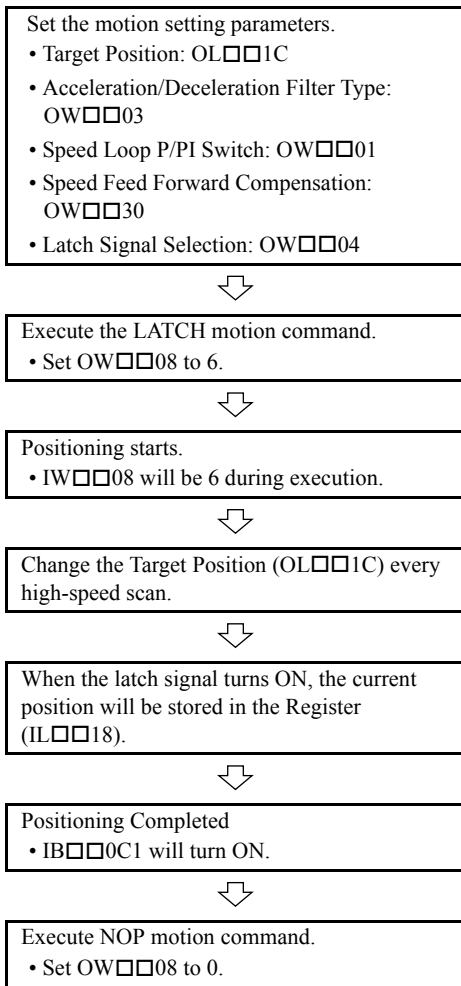 Set the motion setting parameters.
• Target Position: OL□□1C
• Acceleration/Deceleration Filter Type:
OW□□03
• Speed Loop P/PI Switch: OW□□01
• Speed Feed Forward Compensation:
OW□□30
• Latch Signal Selection: OW□□04
Execute the LATCH motion command.
• Set OW□□08 to 6.
Positioning starts.
• IW□□08 will be 6 during execution.
Change the Target Position (OL□□1C) every
high-speed scan.
When the latch signal turns ON, the current
position will be stored in the Register
(IL□□18).
Positioning Completed
• IB□□0C1 will turn ON.
Execute NOP motion command.
• Set OW□□08 to 0.